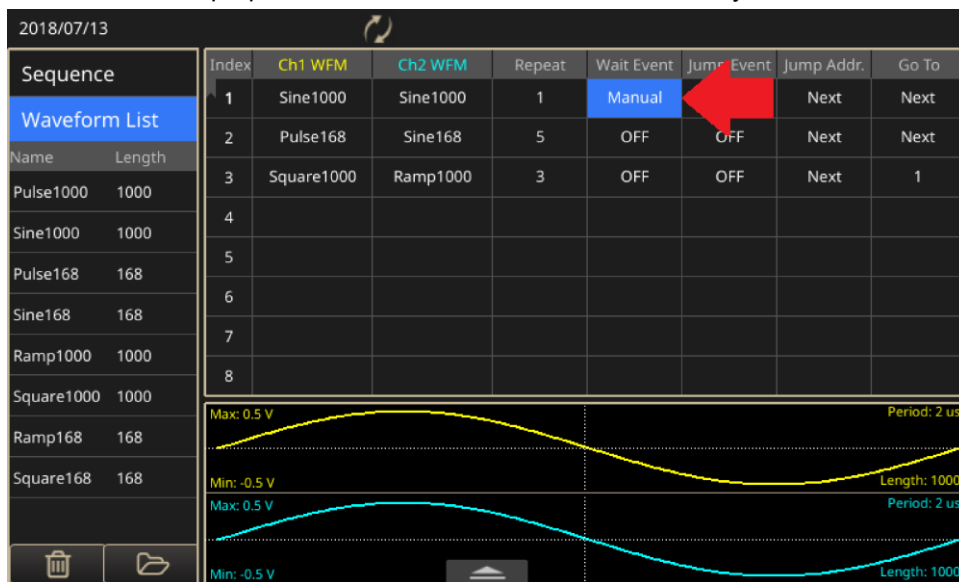 2018/07/13
Sequence
Waveform List
Name Length
Pulse1000 1000
Sine1000 1000
Pulse168 168
Sine168 168
Ramp1000 1000
Square1000 1000
Ramp168 168
Square168 168
Index Ch1 WFM Ch2 WFM Repeat Wait Event Jump Event Jump Addr. Go To
1 Sine1000 Sine1000 1 Manual Next Next
2 Pulse168 Sine168 5 OFF OFF Next Next
3 Square1000 Ramp1000 3 OFF OFF Next 1
4
5
6
7
8
Max: 0.5 V Period: 2 us
Min: -0.5 V Length: 1000
Max: 0.5 V Period: 2 us
Min: -0.5 V Length: 1000